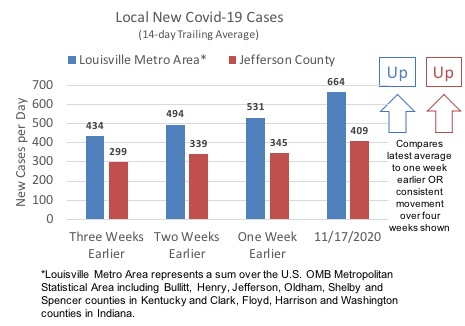 Local New Covid-19 Cases
(14-day Trailing Average)
Louisville Metro Area*
Jefferson County
Up
Up
New Cases per Day
700
600
500
400
300
200
100
0
434
299
494
339
531
345
664
409
Three Weeks
Earlier
Two Weeks
Earlier
One Week
Earlier
11/17/2020
Compares
latest average
to one week
earlier OR
consistent
movement
over four
weeks shown
*Louisville Metro Area represents a sum over the U.S. OMB Metropolitan
Statistical Area including Bullitt, Henry, Jefferson, Oldham, Shelby and
Spencer counties in Kentucky and Clark, Floyd, Harrison and Washington
counties in Indiana.